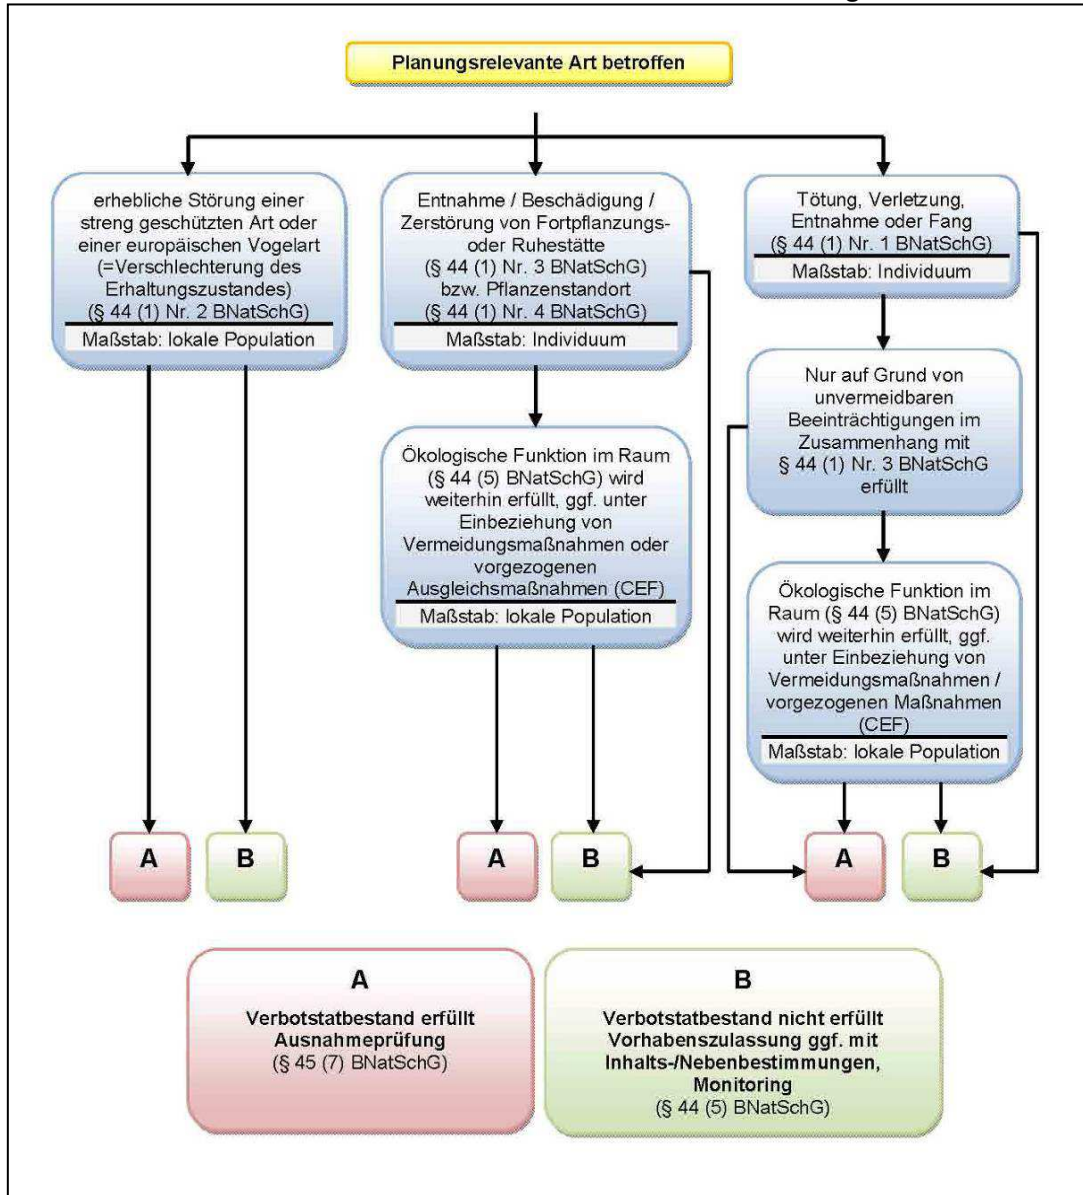 Planungsrelevante Art betroffen
erhebliche Störung einer
streng geschützten Art oder
einer europäischen Vogelart
(=Verschlechterung des
Erhaltungszustandes)
(§ 44 (1) Nr. 2 BNatSchG)
Maßstab: lokale Population
Entnahme / Beschädigung /
Zerstörung von Fortpflanzungs-
oder Ruhestätte
(§ 44 (1) Nr. 3 BNatSchG)
bzw. Pflanzenstandort
(§ 44 (1) Nr. 4 BNatSchG)
Maßstab: Individuum
Tötung, Verletzung,
Entnahme oder Fang
(§ 44 (1) Nr. 1 BNatSchG)
Maßstab: Individuum
Nur auf Grund von
unvermeidbaren
Beeinträchtigungen im
Zusammenhang mit
§ 44 (1) Nr. 3 BNatSchG
erfüllt
Ökologische Funktion im Raum
(§ 44 (5) BNatSchG) wird
weiterhin erfüllt, ggf. unter
Einbeziehung von
Vermeidungsmaßnahmen oder
vorgezogenen
Ausgleichsmaßnahmen (CEF)
Maßstab: lokale Population
Ökologische Funktion im
Raum (§ 44 (5) BNatSchG)
wird weiterhin erfüllt, ggf.
unter Einbeziehung von
Vermeidungsmaßnahmen /
vorgezogenen Maßnahmen
(CEF)
Maßstab: lokale Population
A
B
A
B
A
B
A
Verbotstatbestand erfüllt
Ausnahmeprüfung
(§ 45 (7) BNatSchG)
B
Verbotstatbestand nicht erfüllt
Vorhabenszulassung ggf. mit
Inhalts-/Nebenbestimmungen,
Monitoring
(§ 44 (5) BNatSchG)